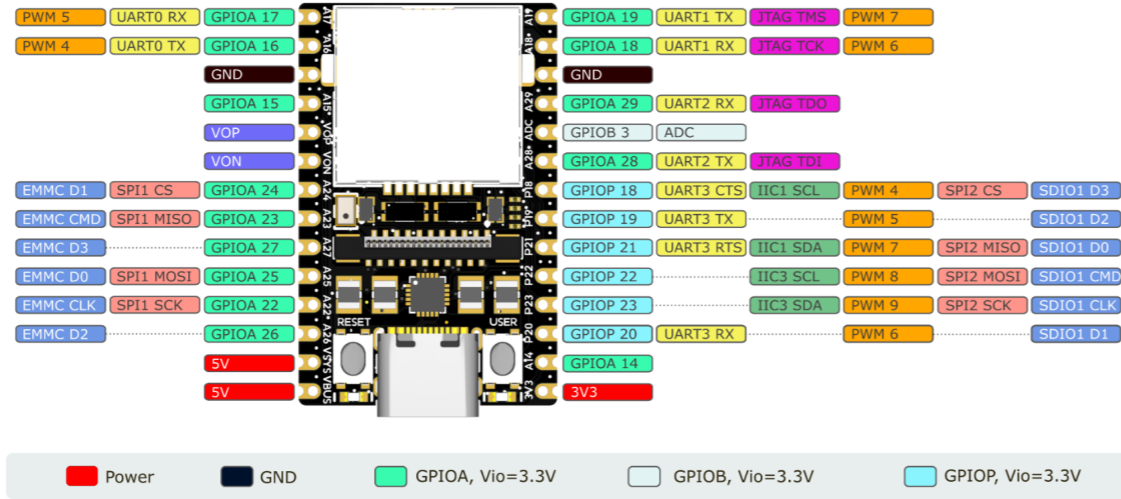 PWM 5 UART0 RX GPIOA 17 A17 A19 GPIOA 19 UART1 TX JTAG TMS PWM 7
PWM 4 UART0 TX GPIOA 16 A16 A18 GPIOA 18 UART1 RX JTAG TCK PWM 6
GND GND
GPIOA 15 A15 A29 GPIOA 29 UART2 RX JTAG TDO
VOP VOP ADC GPIOB 3 ADC
VON VON A28 GPIOA 28 UART2 TX JTAG TDI
EMMC D1 SPI1 CS GPIOA 24 A24 P18 GPIOP 18 UART3 CTS IIC1 SCL PWM 4 SPI2 CS SDIO1 D3
EMMC CMD SPI1 MISO GPIOA 23 A23 P19 GPIOP 19 UART3 TX PWM 5 SDIO1 D2
EMMC D3 GPIOA 27 A27 P21 GPIOP 21 UART3 RTS IIC1 SDA PWM 7 SPI2 MISO SDIO1 D0
EMMC D0 SPI1 MOSI GPIOA 25 A25 P22 GPIOP 22 IIC3 SCL PWM 8 SPI2 MOSI SDIO1 CMD
EMMC CLK SPI1 SCK GPIOA 22 A22 P23 GPIOP 23 IIC3 SDA PWM 9 SPI2 SCK SDIO1 CLK
RESET USER
EMMC D2 GPIOA 26 A26 P20 GPIOP 20 UART3 RX PWM 6 SDIO1 D1
5V VSYS A14 GPIOA 14
5V VBUS 3V3 3V3
Power GND GPIOA, Vio=3.3V GPIOB, Vio=3.3V GPIOP, Vio=3.3V